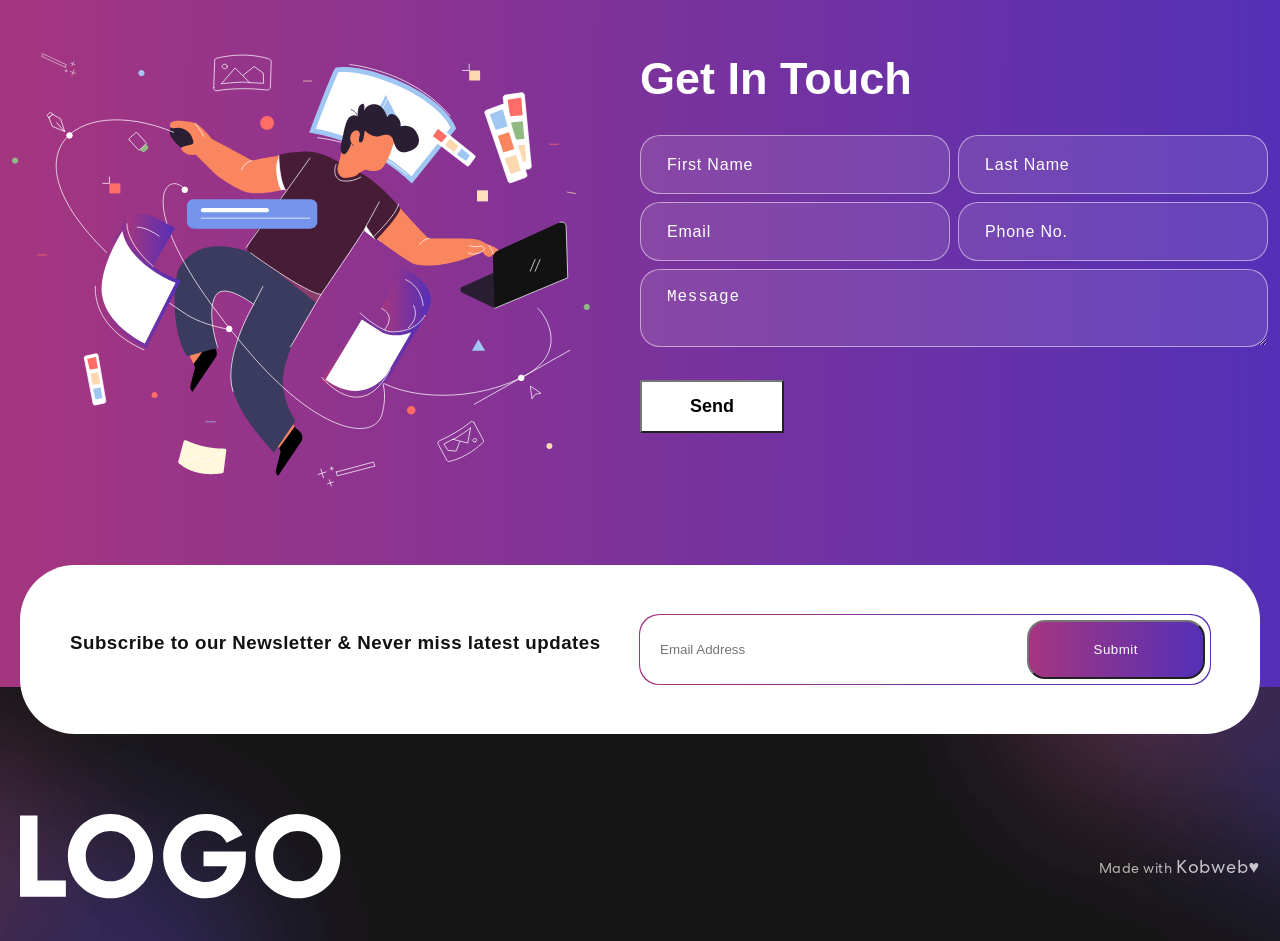 Get In Touch
First Name
Last Name
Email
Phone No.
Message
Send
Subscribe to our Newsletter & Never miss latest updates
Email Address
Submit
LOGO
Made with Kobweb♥